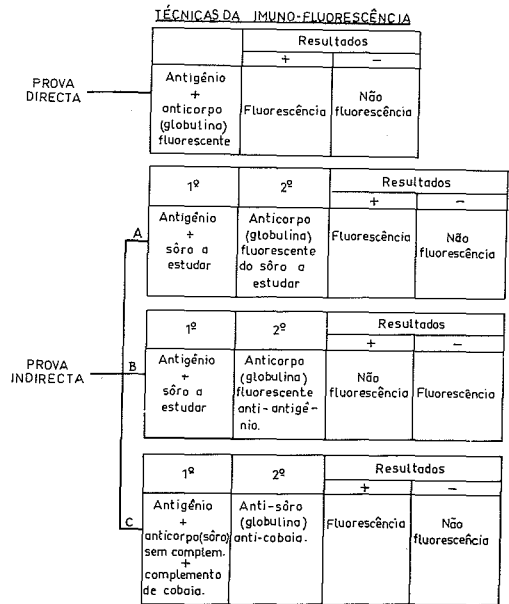 TÉCNICAS DA IMUNO-FLUORESCÊNCIA
PROVA
DIRECTA
Resultados
+
−
Antigénio
+
anticorpo
(globulina)
fluorescente
Fluorescência
Não
fluorescência
PROVA
INDIRECTA
A
1º
2º
Resultados
+
−
Antigénio
+
sôro a
estudar
Anticorpo
(globulina)
fluorescente
do sôro a
estudar
Fluorescência
Não
fluorescência
B
1º
2º
Resultados
+
−
Antigénio
+
sôro a
estudar
Anticorpo
(globulina)
fluorescente
anti-antigê-
nio.
Não
fluorescência
Fluorescência
C
1º
2º
Resultados
+
−
Antigénio
+
anticorpo(sôro)
sem complem.
+
complemento
de cobaia.
Anti-sôro
(globulina)
anti-cobaia.
Fluorescência
Não
fluorescência